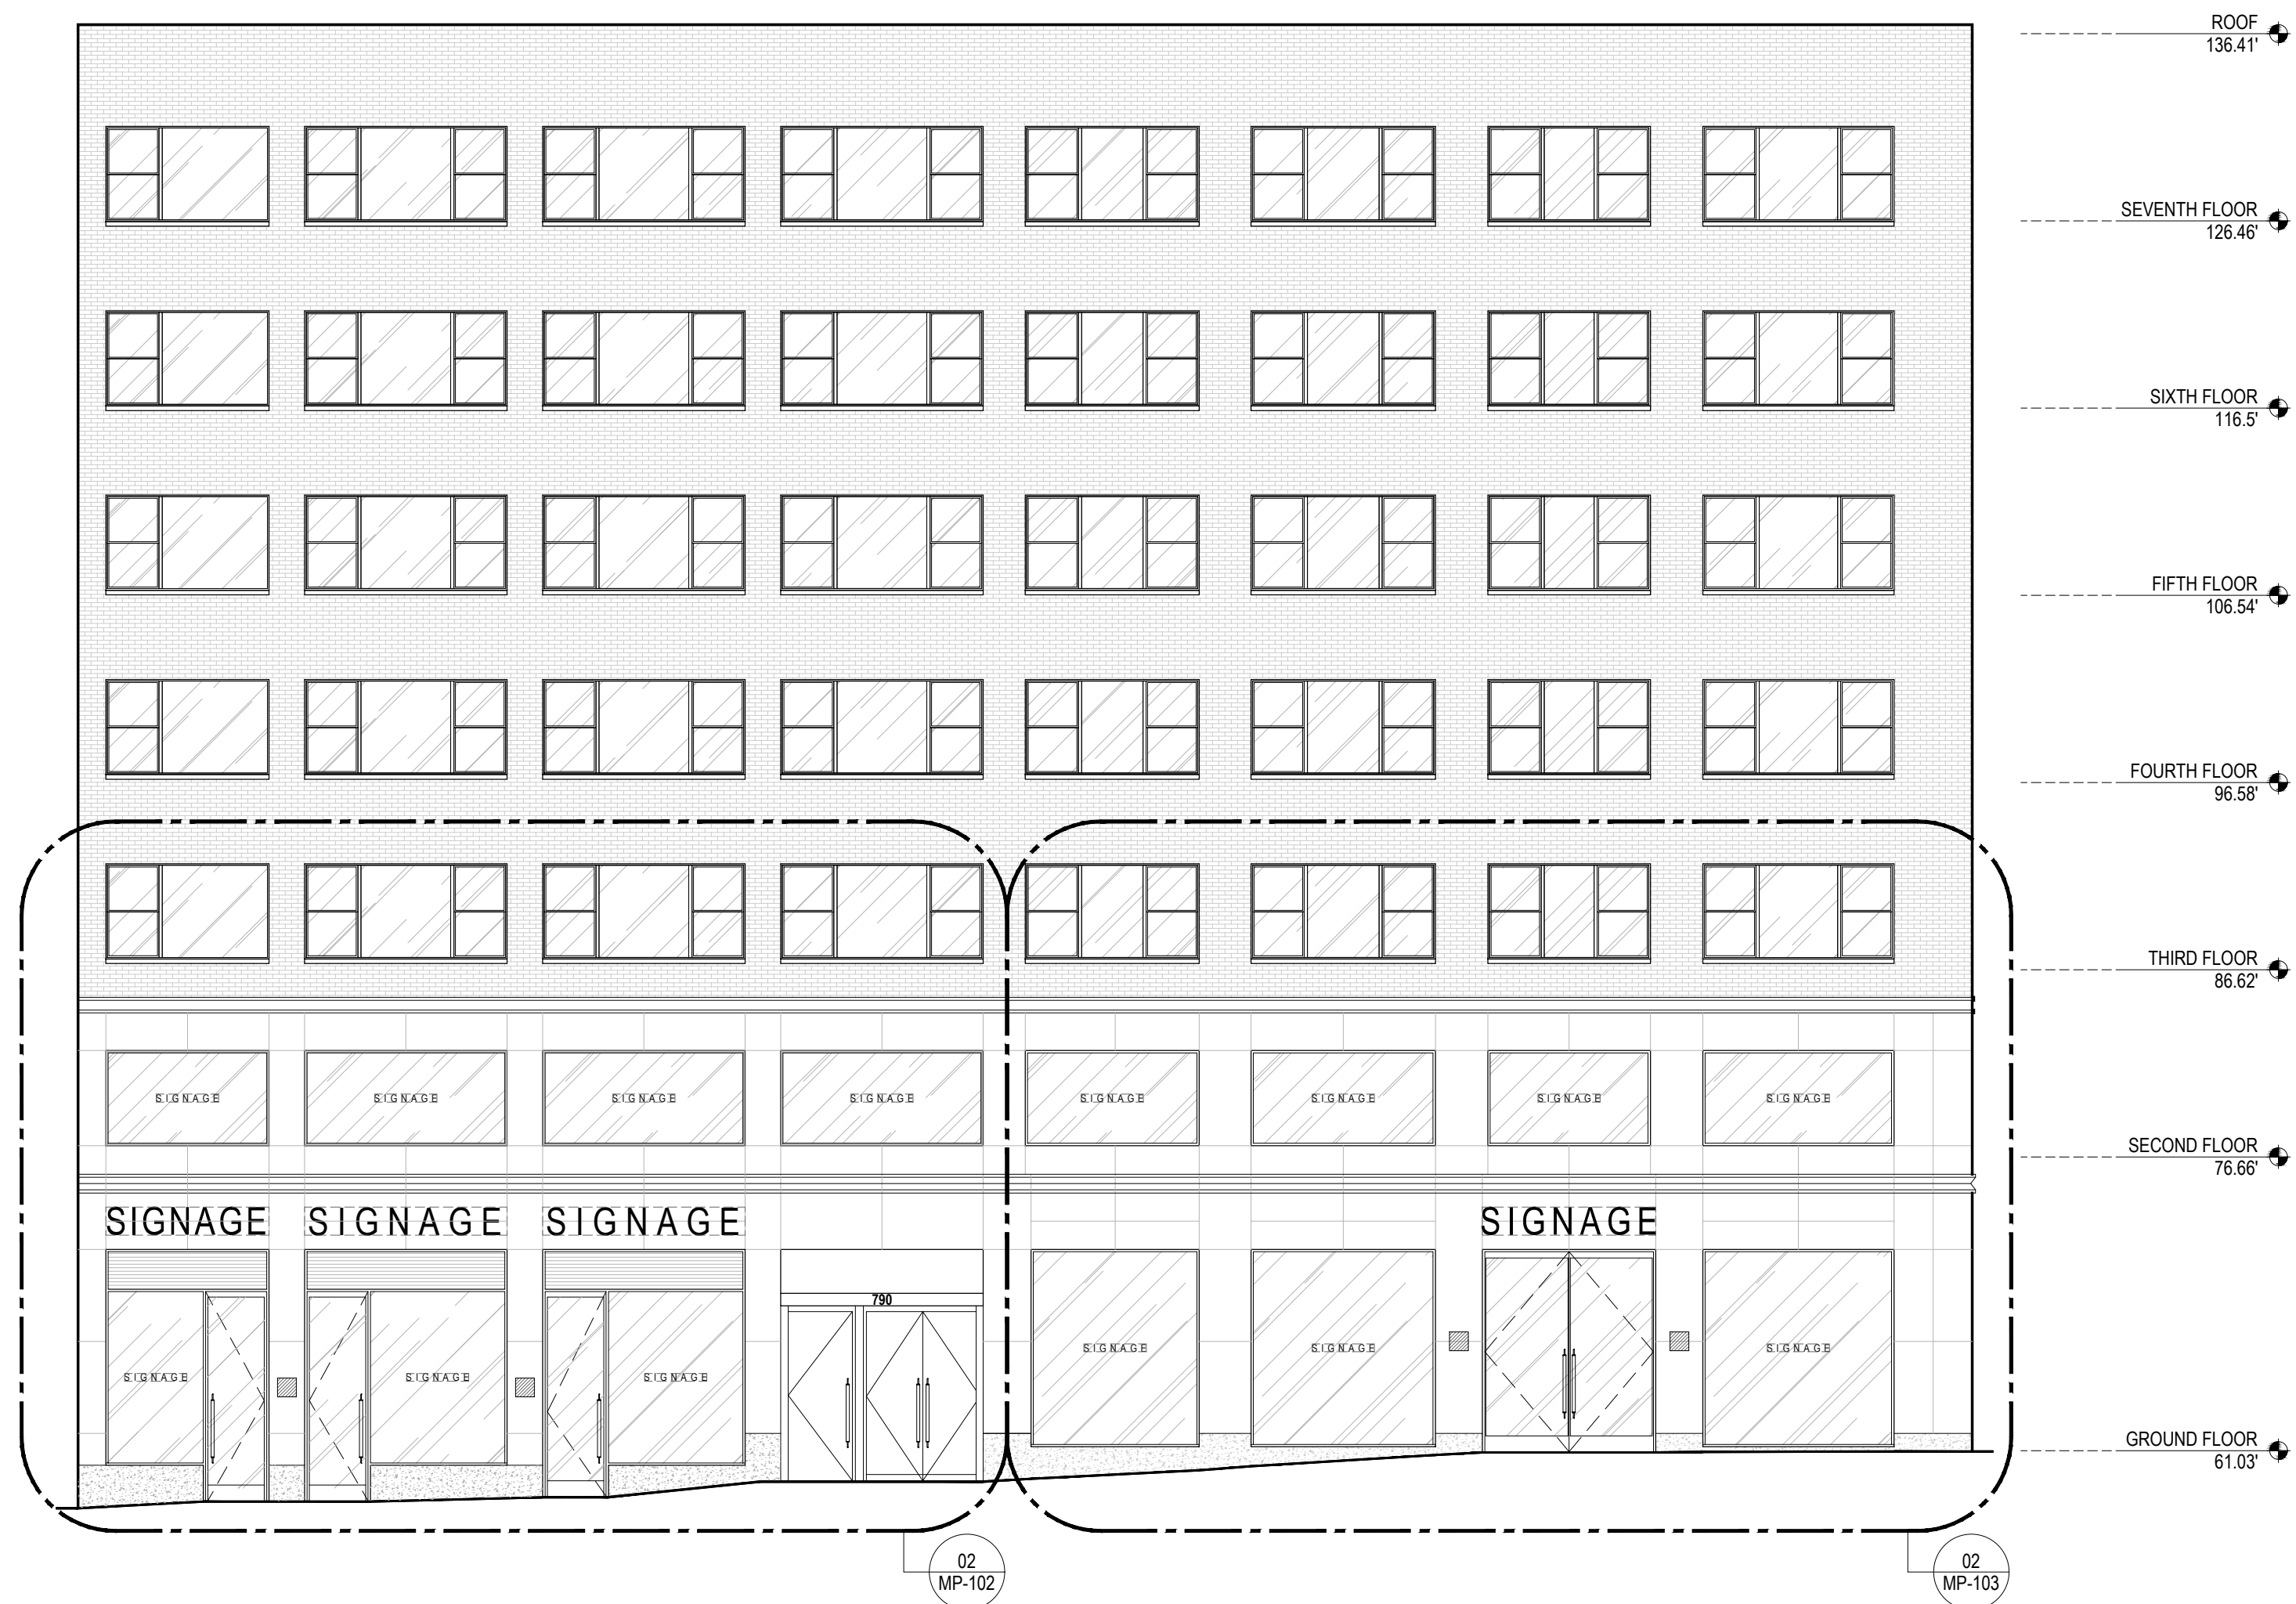 ROOF
136.41'
SEVENTH FLOOR
126.46'
SIXTH FLOOR
116.5'
FIFTH FLOOR
106.54'
FOURTH FLOOR
96.58'
THIRD FLOOR
86.62'
SIGNAGE SIGNAGE SIGNAGE SIGNAGE SIGNAGE SIGNAGE SIGNAGE SIGNAGE
SECOND FLOOR
76.66'
SIGNAGE SIGNAGE SIGNAGE SIGNAGE
790
SIGNAGE SIGNAGE SIGNAGE
SIGNAGE SIGNAGE SIGNAGE
GROUND FLOOR
61.03'
02
MP-102
02
MP-103